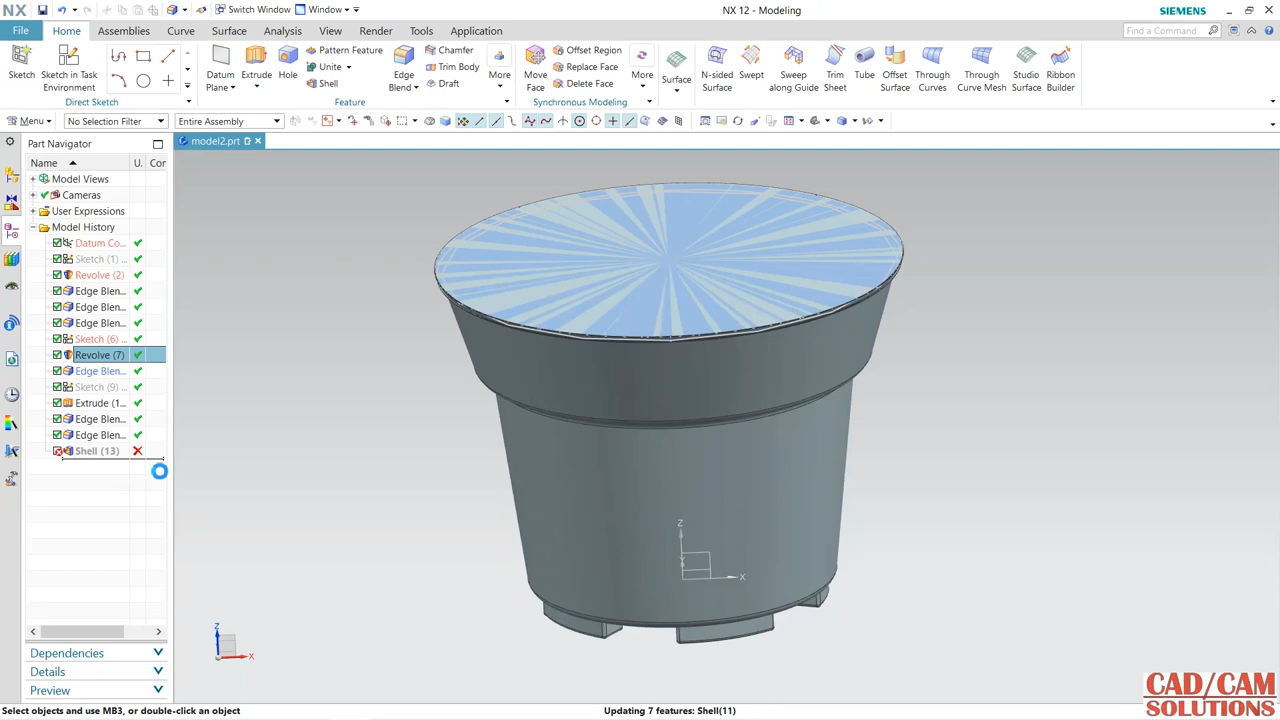 NX
Switch Window
Window
NX 12 - Modeling
SIEMENS
File
Home
Assemblies
Curve
Surface
Analysis
View
Render
Tools
Application
Find a Command
Sketch
Sketch in Task
Environment
Direct Sketch
Datum
Plane
Extrude
Hole
Pattern Feature
Unite
Shell
Edge
Blend
Chamfer
Trim Body
Draft
More
Feature
Move
Face
Offset Region
Replace Face
Delete Face
More
Synchronous Modeling
Surface
N-sided
Surface
Swept
Sweep
along Guide
Trim
Sheet
Tube
Offset
Surface
Through
Curves
Through
Curve Mesh
Studio
Surface
Ribbon
Builder
Surface
Menu
No Selection Filter
Entire Assembly
Part Navigator
model2.prt
Name
U.
Cor
Model Views
Cameras
User Expressions
Model History
Datum Co...
Sketch (1) ...
Revolve (2)
Edge Blen...
Edge Blen...
Edge Blen...
Sketch (6) ...
Revolve (7)
Edge Blen...
Sketch (9) ...
Extrude (1...
Edge Blen...
Edge Blen...
Shell (13)
Z
Y
X
Z
X
Dependencies
Details
Preview
Select objects and use MB3, or double-click an object
Updating 7 features: Shell(11)
CAD/CAM
SOLUTIONS